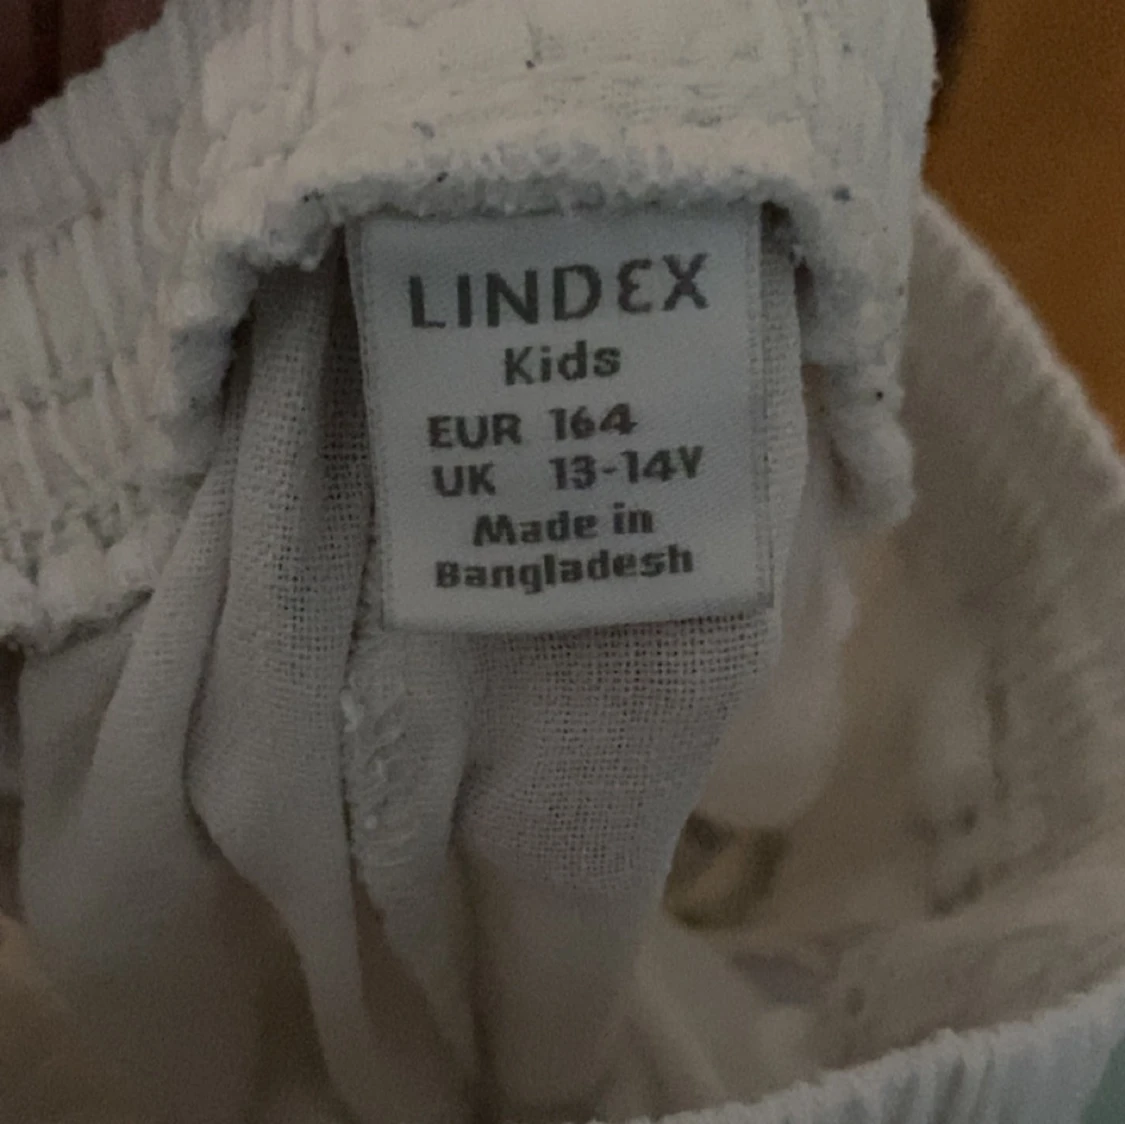 LINDEX
Kids
EUR 164
UK 13-14Y
Made in
Bangladesh